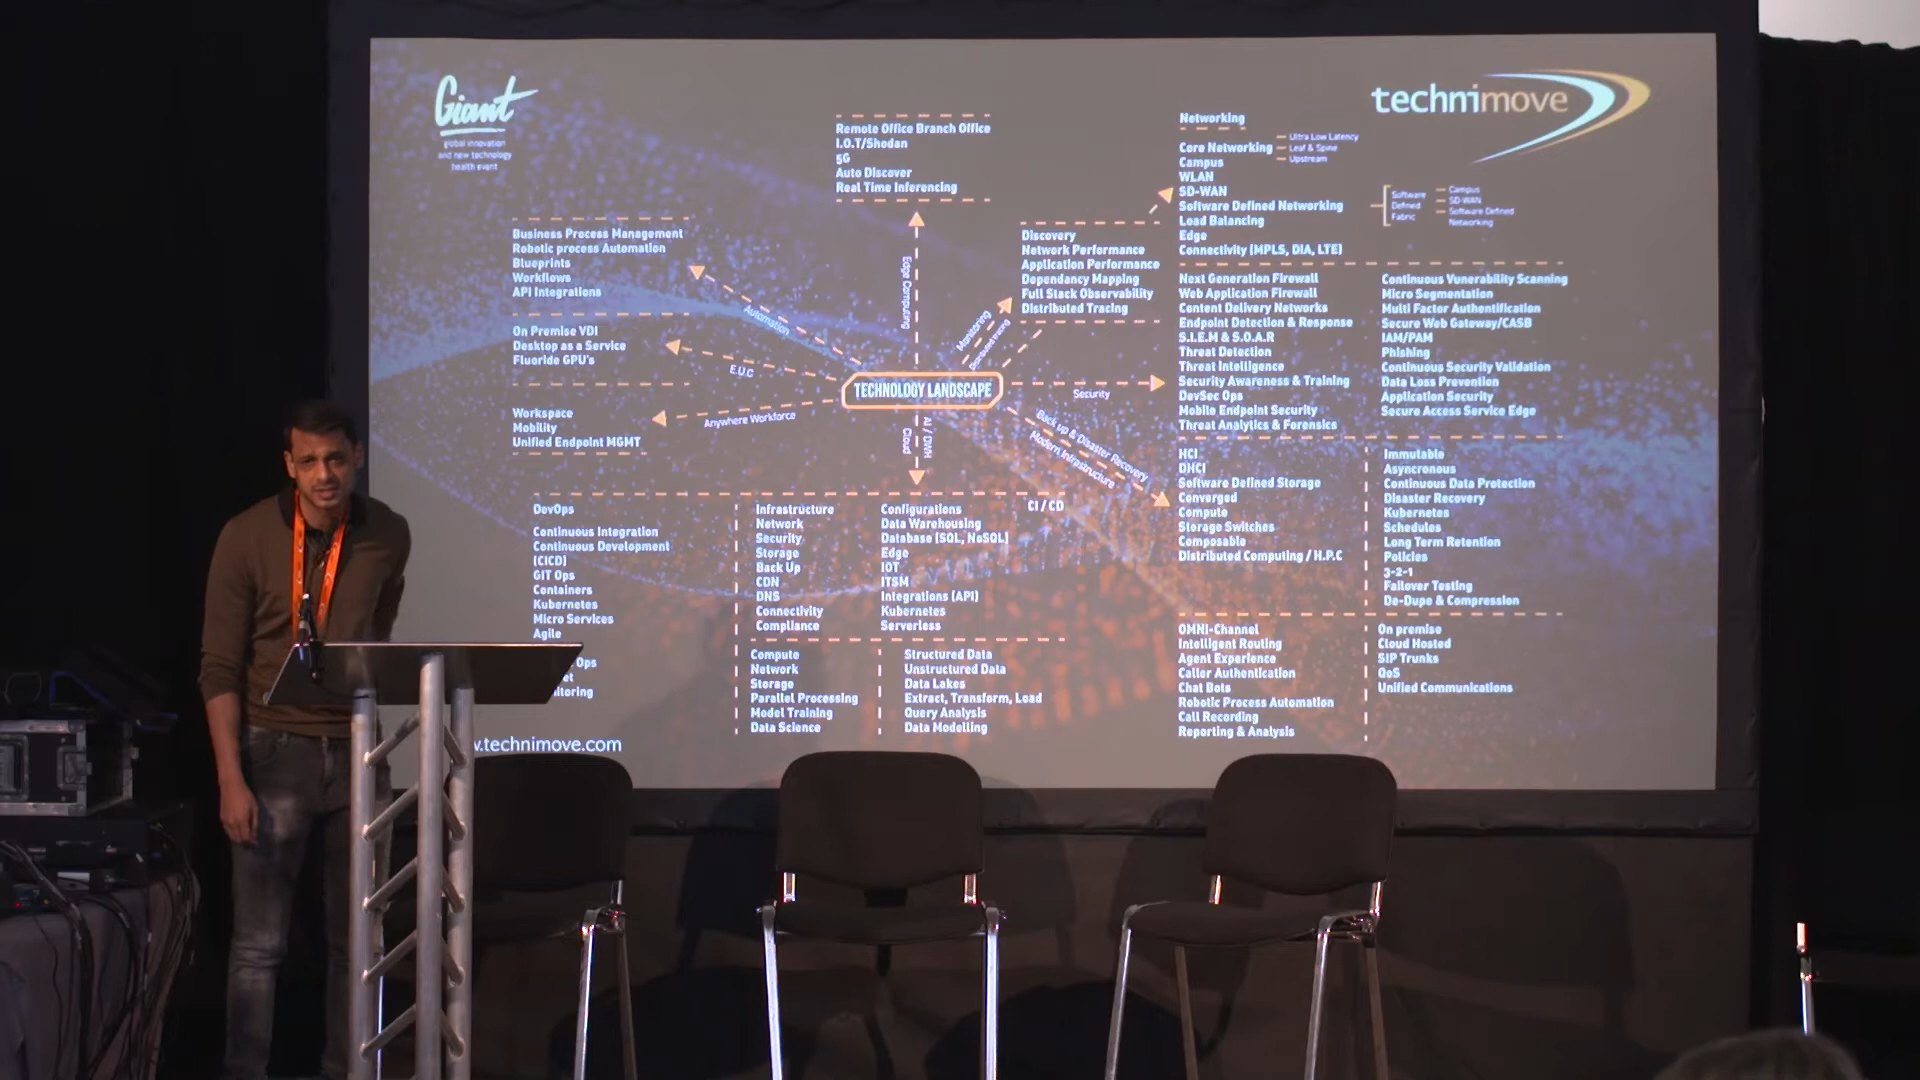 Giant
global innovation
and new technology
health event
technimove
Remote Office Branch Office
I.O.T/Shodan
5G
Auto Discover
Real Time Inferencing
Networking
Core Networking
Ultra Low Latency
Leaf & Spine
Upstream
Campus
WLAN
SD-WAN
Software Defined Networking
Load Balancing
Edge
Connectivity (MPLS, DIA, LTE)
Software
Defined
Fabric
Campus
SD-WAN
Software Defined
Networking
Business Process Management
Robotic process Automation
Blueprints
Workflows
API Integrations
Discovery
Network Performance
Application Performance
Dependancy Mapping
Full Stack Observability
Distributed Tracing
On Premise VDI
Desktop as a Service
Fluoride GPU's
Workspace
Mobility
Unified Endpoint MGMT
Automation
Edge Computing
Monitoring
Distributed Tracing
E.U.C
Anywhere Workforce
TECHNOLOGY LANDSCAPE
Security
Cloud
AI / DWH
Back up & Disaster Recovery
Modern Infrastructure
Next Generation Firewall
Web Application Firewall
Content Delivery Networks
Endpoint Detection & Response
S.I.E.M & S.O.A.R
Threat Detection
Threat Intelligence
Security Awareness & Training
DevSec Ops
Mobile Endpoint Security
Threat Analytics & Forensics
Continuous Vunerability Scanning
Micro Segmentation
Multi Factor Authentification
Secure Web Gateway/CASB
IAM/PAM
Phishing
Continuous Security Validation
Data Loss Prevention
Application Security
Secure Access Service Edge
HCI
DHCI
Software Defined Storage
Converged
Compute
Storage Switches
Composable
Distributed Computing / H.P.C
Immutable
Asyncronous
Continuous Data Protection
Disaster Recovery
Kubernetes
Schedules
Long Term Retention
Policies
3-2-1
Failover Testing
De-Dupe & Compression
DevOps
Continuous Integration
Continuous Development
(CICD)
GIT Ops
Containers
Kubernetes
Micro Services
Agile
Ops
et
itoring
Infrastructure
Network
Security
Storage
Back Up
CDN
DNS
Connectivity
Compliance
Configurations
Data Warehousing
Database (SQL, NoSQL)
Edge
IOT
ITSM
Integrations (API)
Kubernetes
Serverless
CI / CD
Compute
Network
Storage
Parallel Processing
Model Training
Data Science
Structured Data
Unstructured Data
Data Lakes
Extract, Transform, Load
Query Analysis
Data Modelling
OMNI-Channel
Intelligent Routing
Agent Experience
Caller Authentication
Chat Bots
Robotic Process Automation
Call Recording
Reporting & Analysis
On premise
Cloud Hosted
SIP Trunks
QoS
Unified Communications
.technimove.com